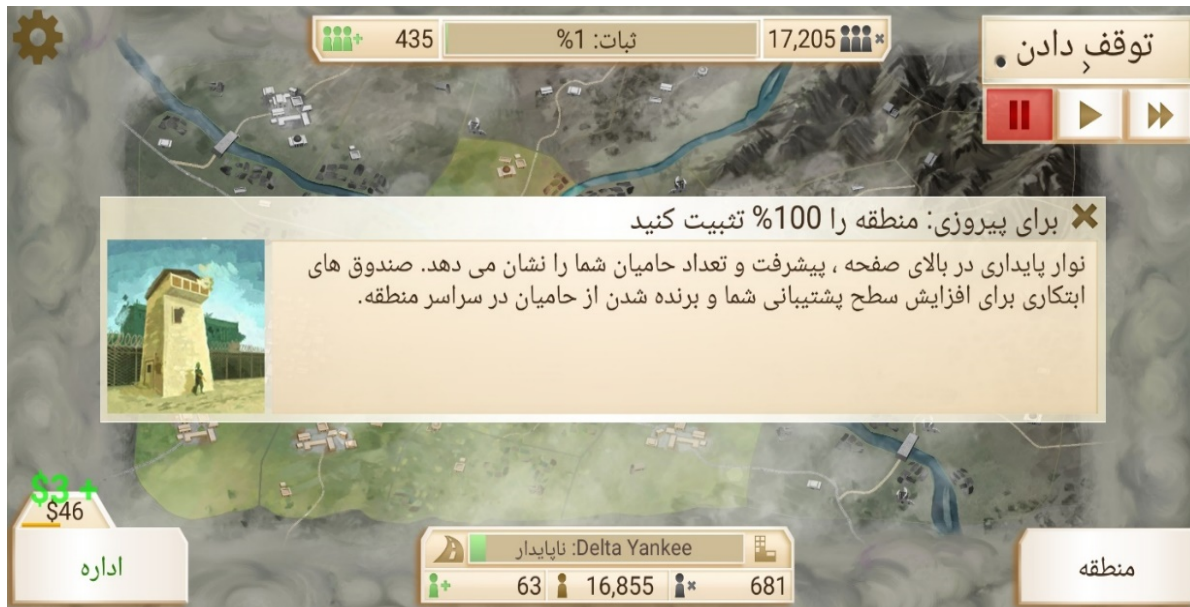 435
ثبات: 1%
17,205
توقف دادن
برای پیروزی: منطقه را 100% تثبیت کنید
نوار پایداری در بالای صفحه ، پیشرفت و تعداد حامیان شما را نشان می دهد. صندوق های
ابتکاری برای افزایش سطح پشتیبانی شما و برنده شدن از حامیان در سراسر منطقه.
$3 +
$46
اداره
Delta Yankee: ناپایدار
63
16,855
681
منطقه